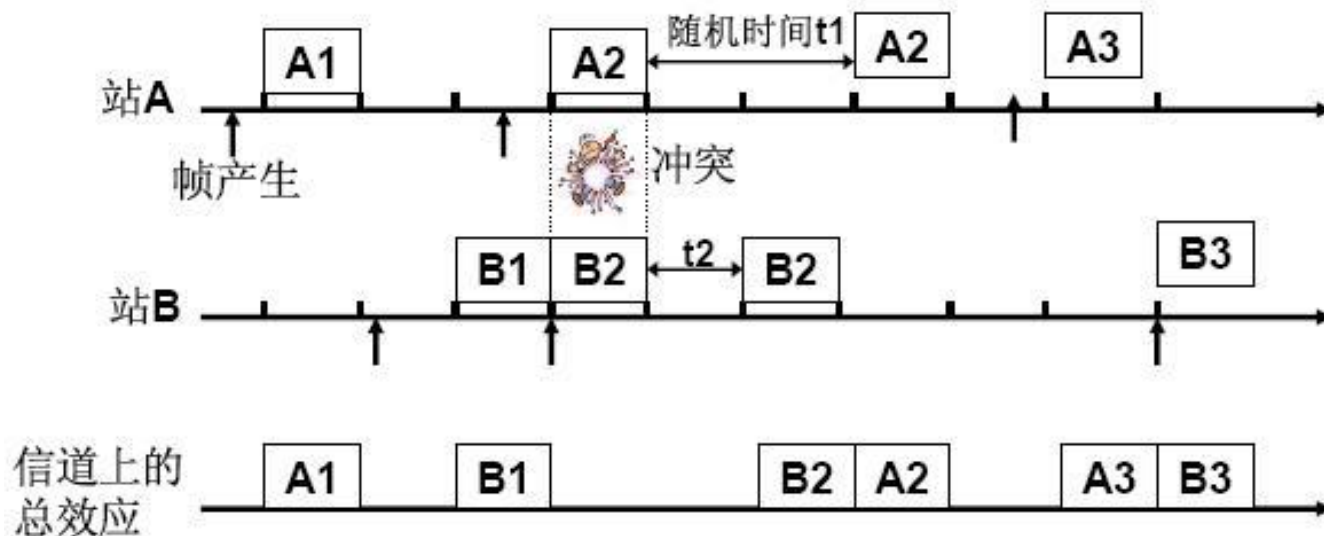 A1 A2 随机时间t1 A2 A3
站A
帧产生 冲突
B1 B2 t2 B2 B3
站B
信道上的 A1 B1 B2 A2 A3 B3
总效应